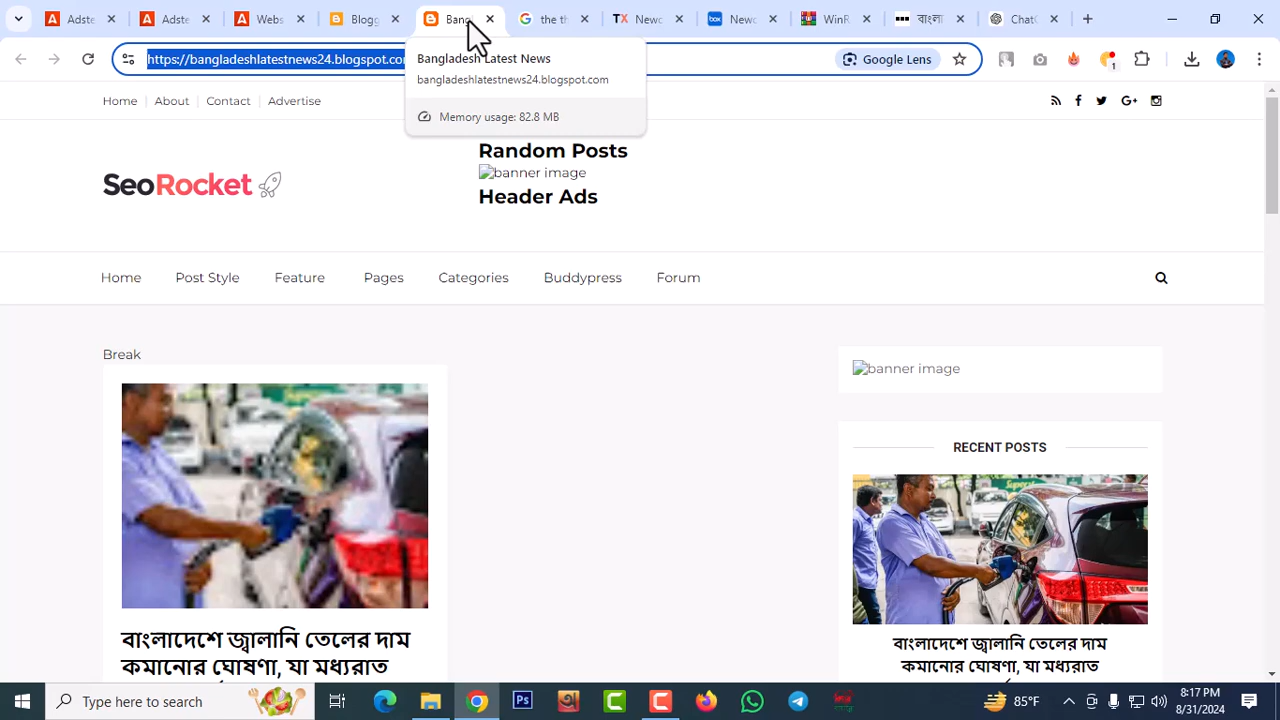 Adste
Adste
Webs
Blogg
Bang
the th
Newc
Newc
WinR
বাংলা
ChatG
https://bangladeshlatestnews24.blogspot.co
Google Lens
1
Bangladesh Latest News
bangladeshlatestnews24.blogspot.com
Memory usage: 82.8 MB
Home
About
Contact
Advertise
SeoRocket
Random Posts
banner image
Header Ads
Home
Post Style
Feature
Pages
Categories
Buddypress
Forum
Break
banner image
RECENT POSTS
বাংলাদেশে জ্বালানি তেলের দাম
কমানোর ঘোষণা, যা মধ্যরাত
বাংলাদেশে জ্বালানি তেলের দাম
কমানোর ঘোষণা, যা মধ্যরাত
Type here to search
85°F
8:17 PM
8/31/2024